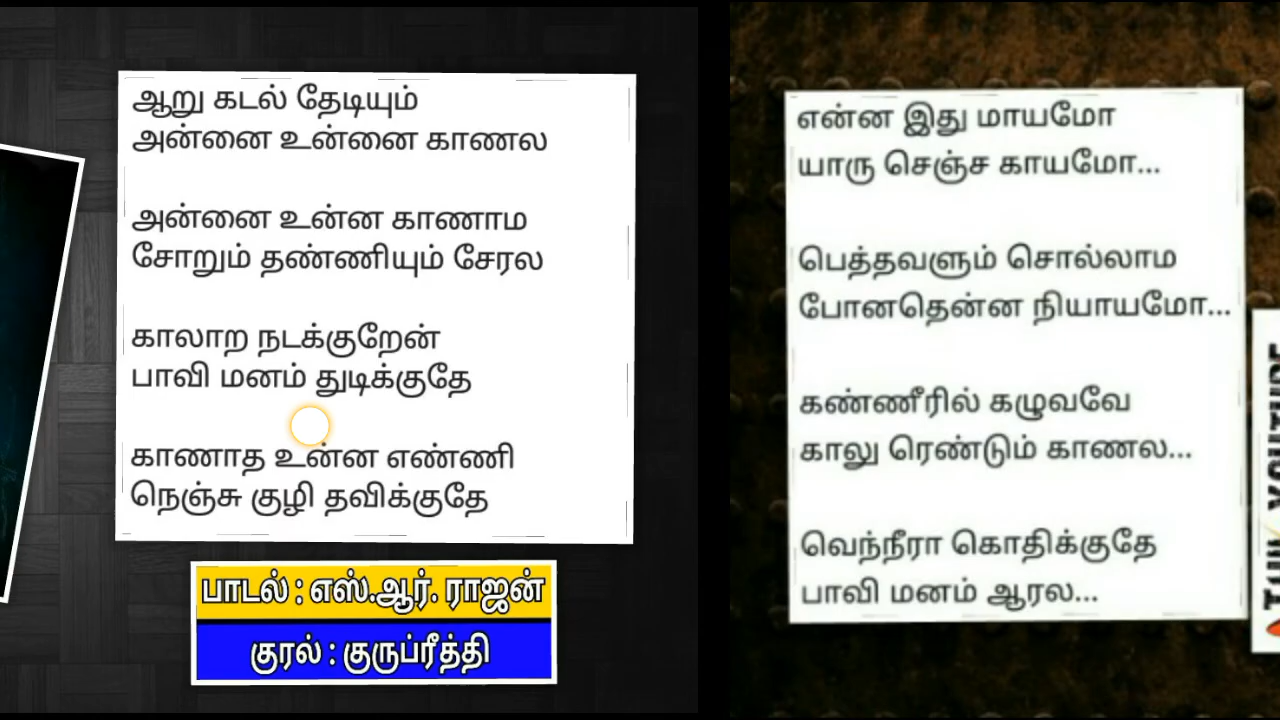 ஆறு கடல் தேடியும்
அன்னை உன்னை காணல
அன்னை உன்ன காணாம
சோறும் தண்ணியும் சேரல
காலாற நடக்குறேன்
பாவி மனம் துடிக்குதே
காணாத உன்ன எண்ணி
நெஞ்சு குழி தவிக்குதே
பாடல் : எஸ்.ஆர். ராஜன்
குரல் : குருப்ரீத்தி
என்ன இது மாயமோ
யாரு செஞ்ச காயமோ...
பெத்தவளும் சொல்லாம
போனதென்ன நியாயமோ...
கண்ணீரில் கழுவவே
காலு ரெண்டும் காணல...
வெந்நீரா கொதிக்குதே
பாவி மனம் ஆரல...